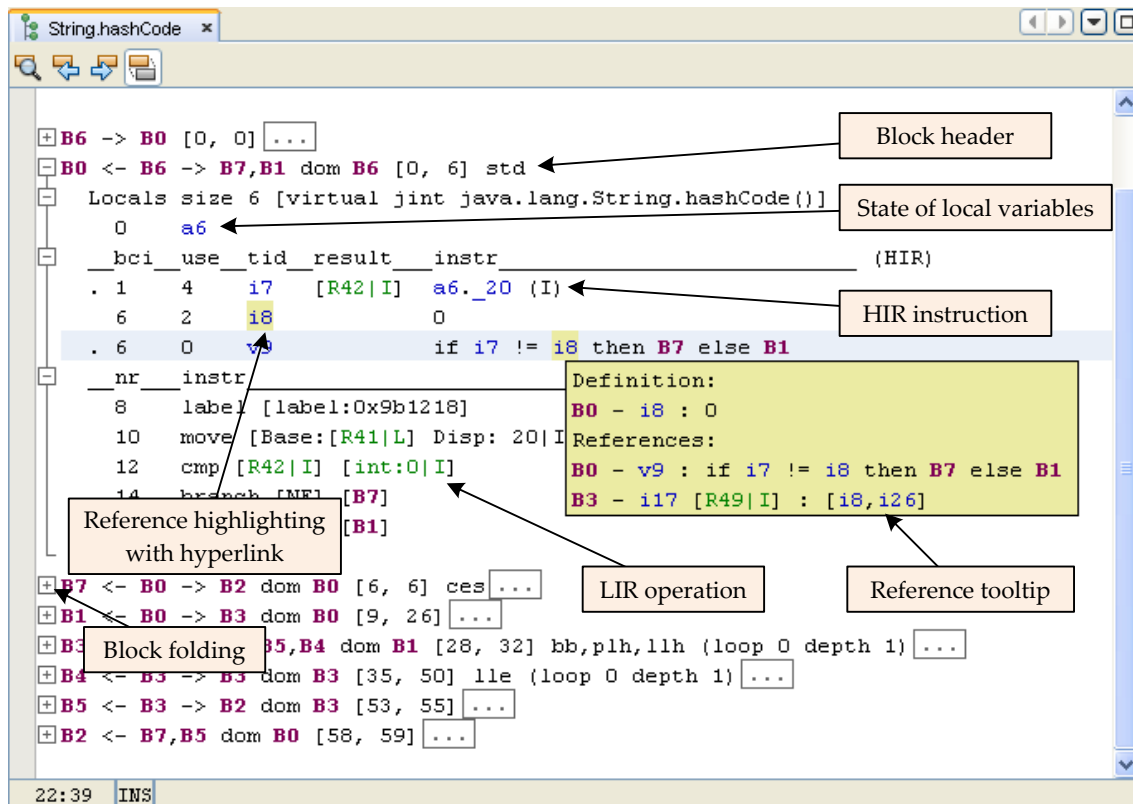 String.hashCode ×
B6 -> B0 [0, 0] ...
Block header
B0 <- B6 -> B7,B1 dom B6 [0, 6] std
Locals size 6 [virtual jint java.lang.String.hashCode()]
State of local variables
0 a6
__bci__use__tid__result___instr______________________________ (HIR)
. 1 4 i7 [R42|I] a6._20 (I)
HIR instruction
6 2 i8 0
. 6 0 v9 if i7 != i8 then B7 else B1
__nr___instr
Definition:
8 label [label:0x9b1218]
B0 - i8 : 0
10 move [Base:[R41|L] Disp: 20|I
References:
12 cmp [R42|I] [int:0|I]
B0 - v9 : if i7 != i8 then B7 else B1
14 branch [NE] [B7]
B3 - i17 [R49|I] : [i8,i26]
Reference highlighting
with hyperlink
[B1]
LIR operation
Reference tooltip
B7 <- B0 -> B2 dom B0 [6, 6] ces ...
B1 <- B0 -> B3 dom B0 [9, 26] ...
Block folding
B3 B5,B4 dom B1 [28, 32] bb,plh,llh (loop 0 depth 1) ...
B4 <- B3 -> B3 dom B3 [35, 50] lle (loop 0 depth 1) ...
B5 <- B3 -> B2 dom B3 [53, 55] ...
B2 <- B7,B5 dom B0 [58, 59] ...
22:39 INS